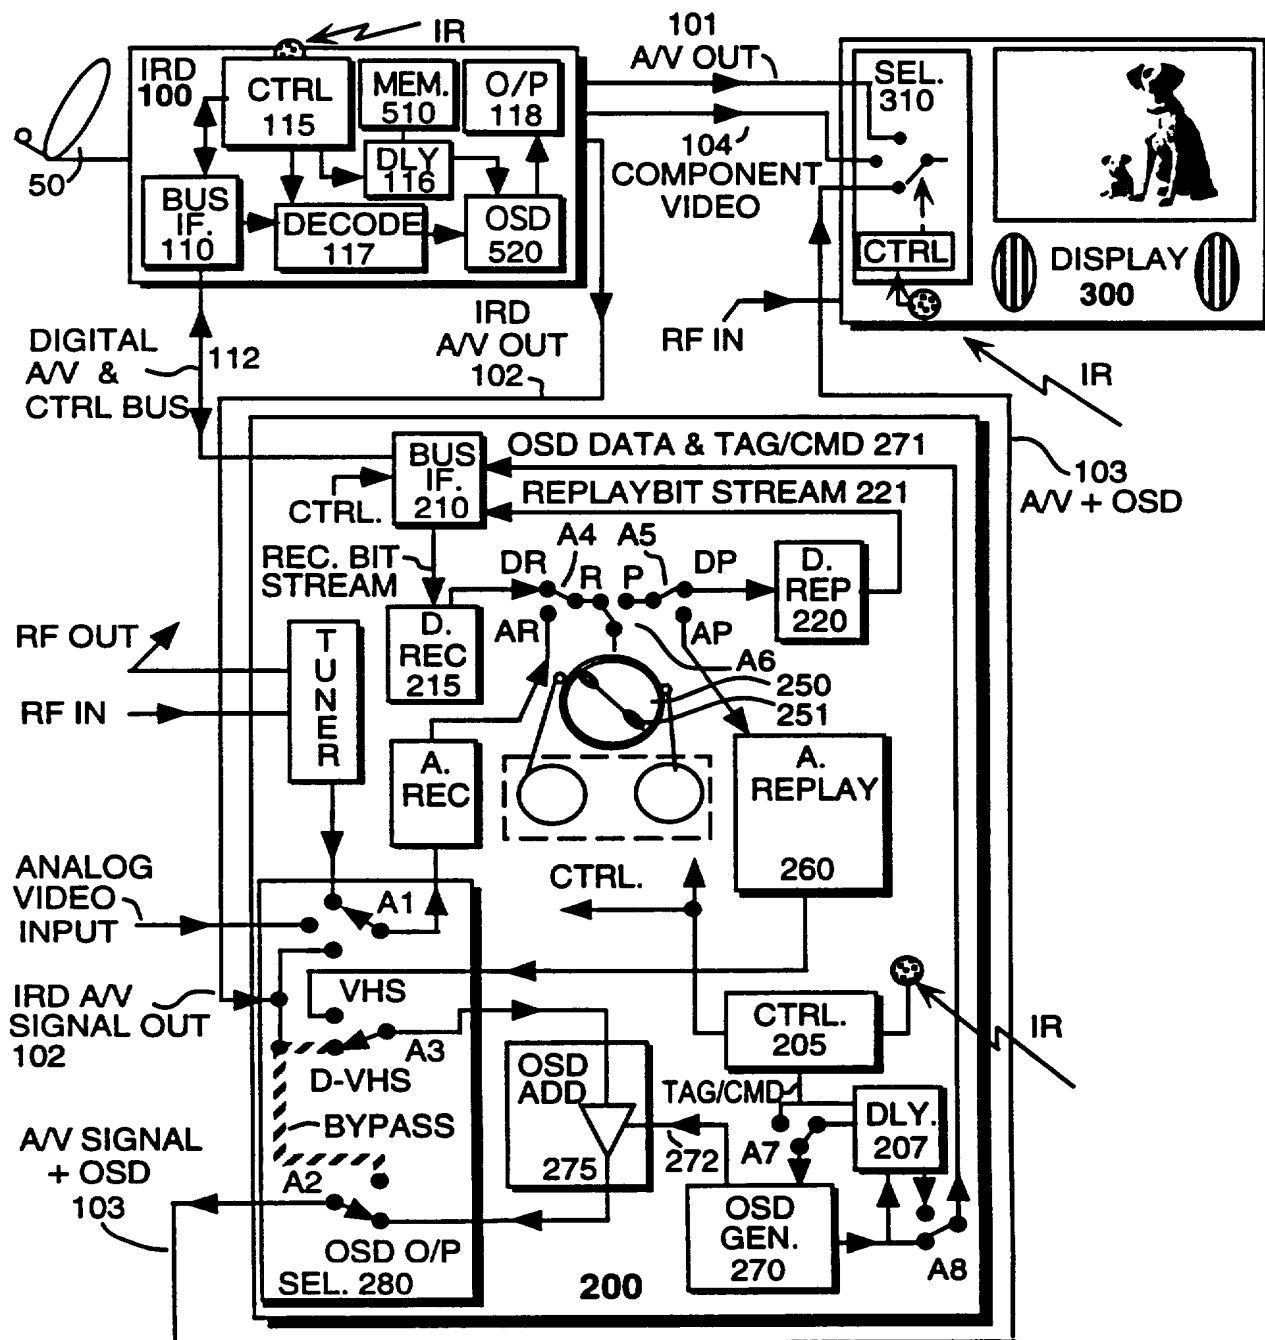 IR
101
A/V OUT
IRD
100
CTRL
115
MEM.
510
O/P
118
SEL.
310
DLY
116
104
COMPONENT
VIDEO
50
BUS
IF.
110
DECODE
117
OSD
520
CTRL
DISPLAY
300
IRD
A/V OUT
102
RF IN
DIGITAL
A/V &
CTRL BUS
112
IR
OSD DATA & TAG/CMD 271
BUS
IF.
210
CTRL.
REPLAYBIT STREAM 221
103
A/V + OSD
REC. BIT
STREAM
DR
A4
R
P
A5
DP
D.
REP
220
AR
AP
D.
REC
215
A6
250
251
RF OUT
RF IN
TUNER
A.
REC
A.
REPLAY
260
ANALOG
VIDEO
INPUT
A1
CTRL.
VHS
IRD A/V
SIGNAL OUT
102
A3
D-VHS
BYPASS
OSD
ADD
275
CTRL.
205
IR
TAG/CMD
DLY.
207
A7
272
A/V SIGNAL
+ OSD
103
A2
OSD O/P
SEL. 280
200
OSD
GEN.
270
A8